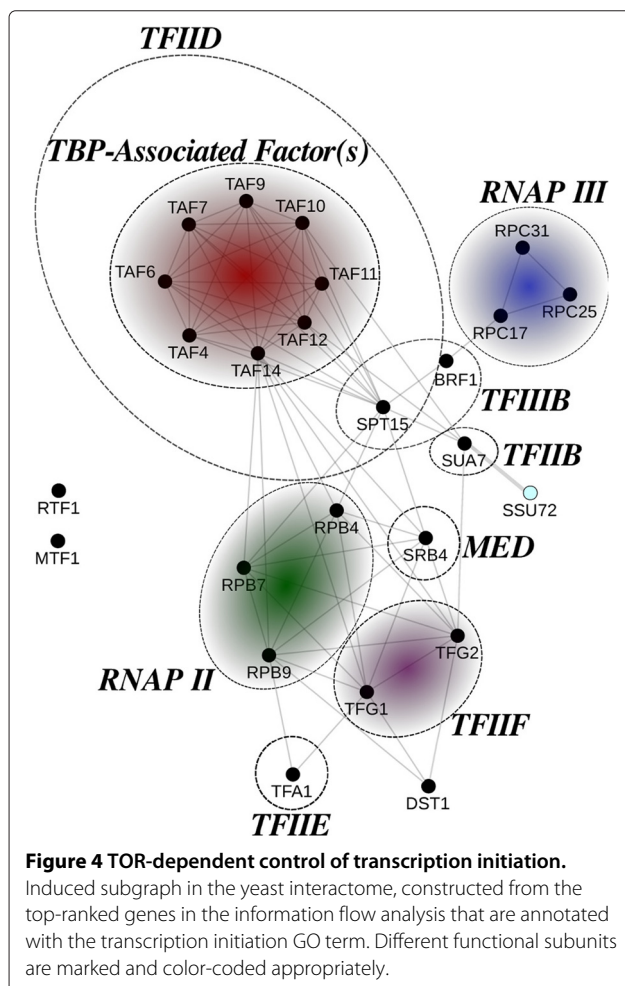 TFIID
TBP-Associated Factor(s)
TAF9
TAF7
TAF10
TAF6
TAF11
TAF12
TAF4
TAF14
RNAP III
RPC31
RPC25
RPC17
BRF1
TFIIIB
SPT15
SUA7
TFIIB
SSU72
RTF1
MTF1
RPB4
SRB4
MED
RPB7
RPB9
RNAP II
TFG2
TFG1
TFIIF
TFA1
TFIIE
DST1
Figure 4 TOR-dependent control of transcription initiation.
Induced subgraph in the yeast interactome, constructed from the
top-ranked genes in the information flow analysis that are annotated
with the transcription initiation GO term. Different functional subunits
are marked and color-coded appropriately.